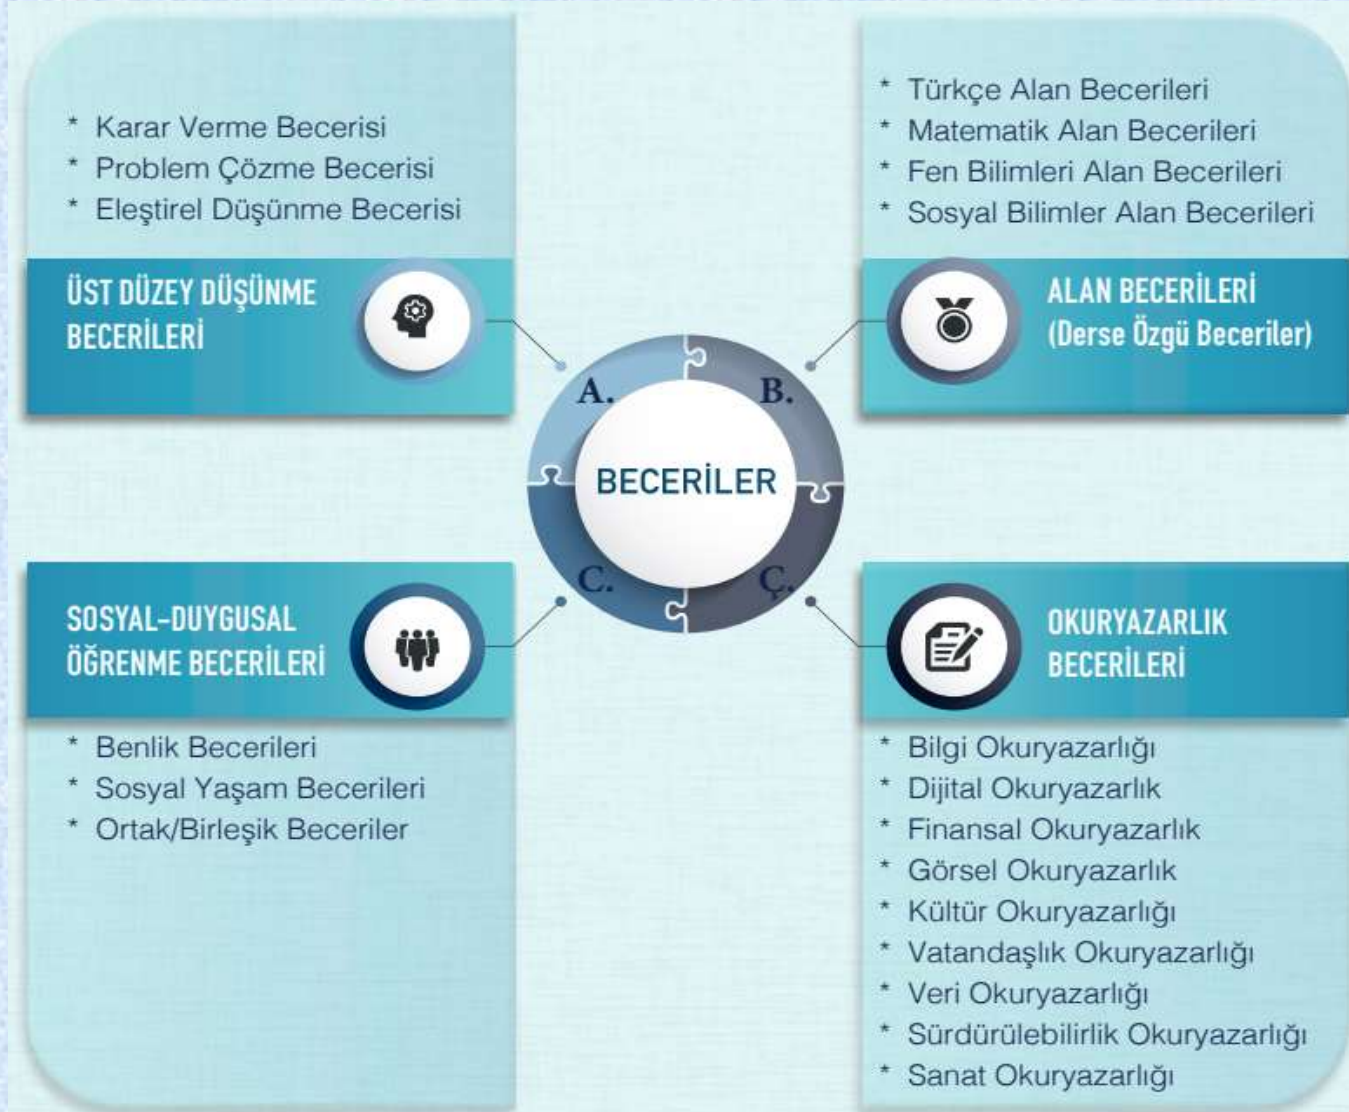 * Karar Verme Becerisi
* Problem Çözme Becerisi
* Eleştirel Düşünme Becerisi
ÜST DÜZEY DÜŞÜNME
BECERİLERİ
* Türkçe Alan Becerileri
* Matematik Alan Becerileri
* Fen Bilimleri Alan Becerileri
* Sosyal Bilimler Alan Becerileri
ALAN BECERİLERİ
(Derse Özgü Beceriler)
A.
B.
BECERİLER
C.
Ç.
SOSYAL-DUYGUSAL
ÖĞRENME BECERİLERİ
* Benlik Becerileri
* Sosyal Yaşam Becerileri
* Ortak/Birleşik Beceriler
OKURYAZARLIK
BECERİLERİ
* Bilgi Okuryazarlığı
* Dijital Okuryazarlık
* Finansal Okuryazarlık
* Görsel Okuryazarlık
* Kültür Okuryazarlığı
* Vatandaşlık Okuryazarlığı
* Veri Okuryazarlığı
* Sürdürülebilirlik Okuryazarlığı
* Sanat Okuryazarlığı